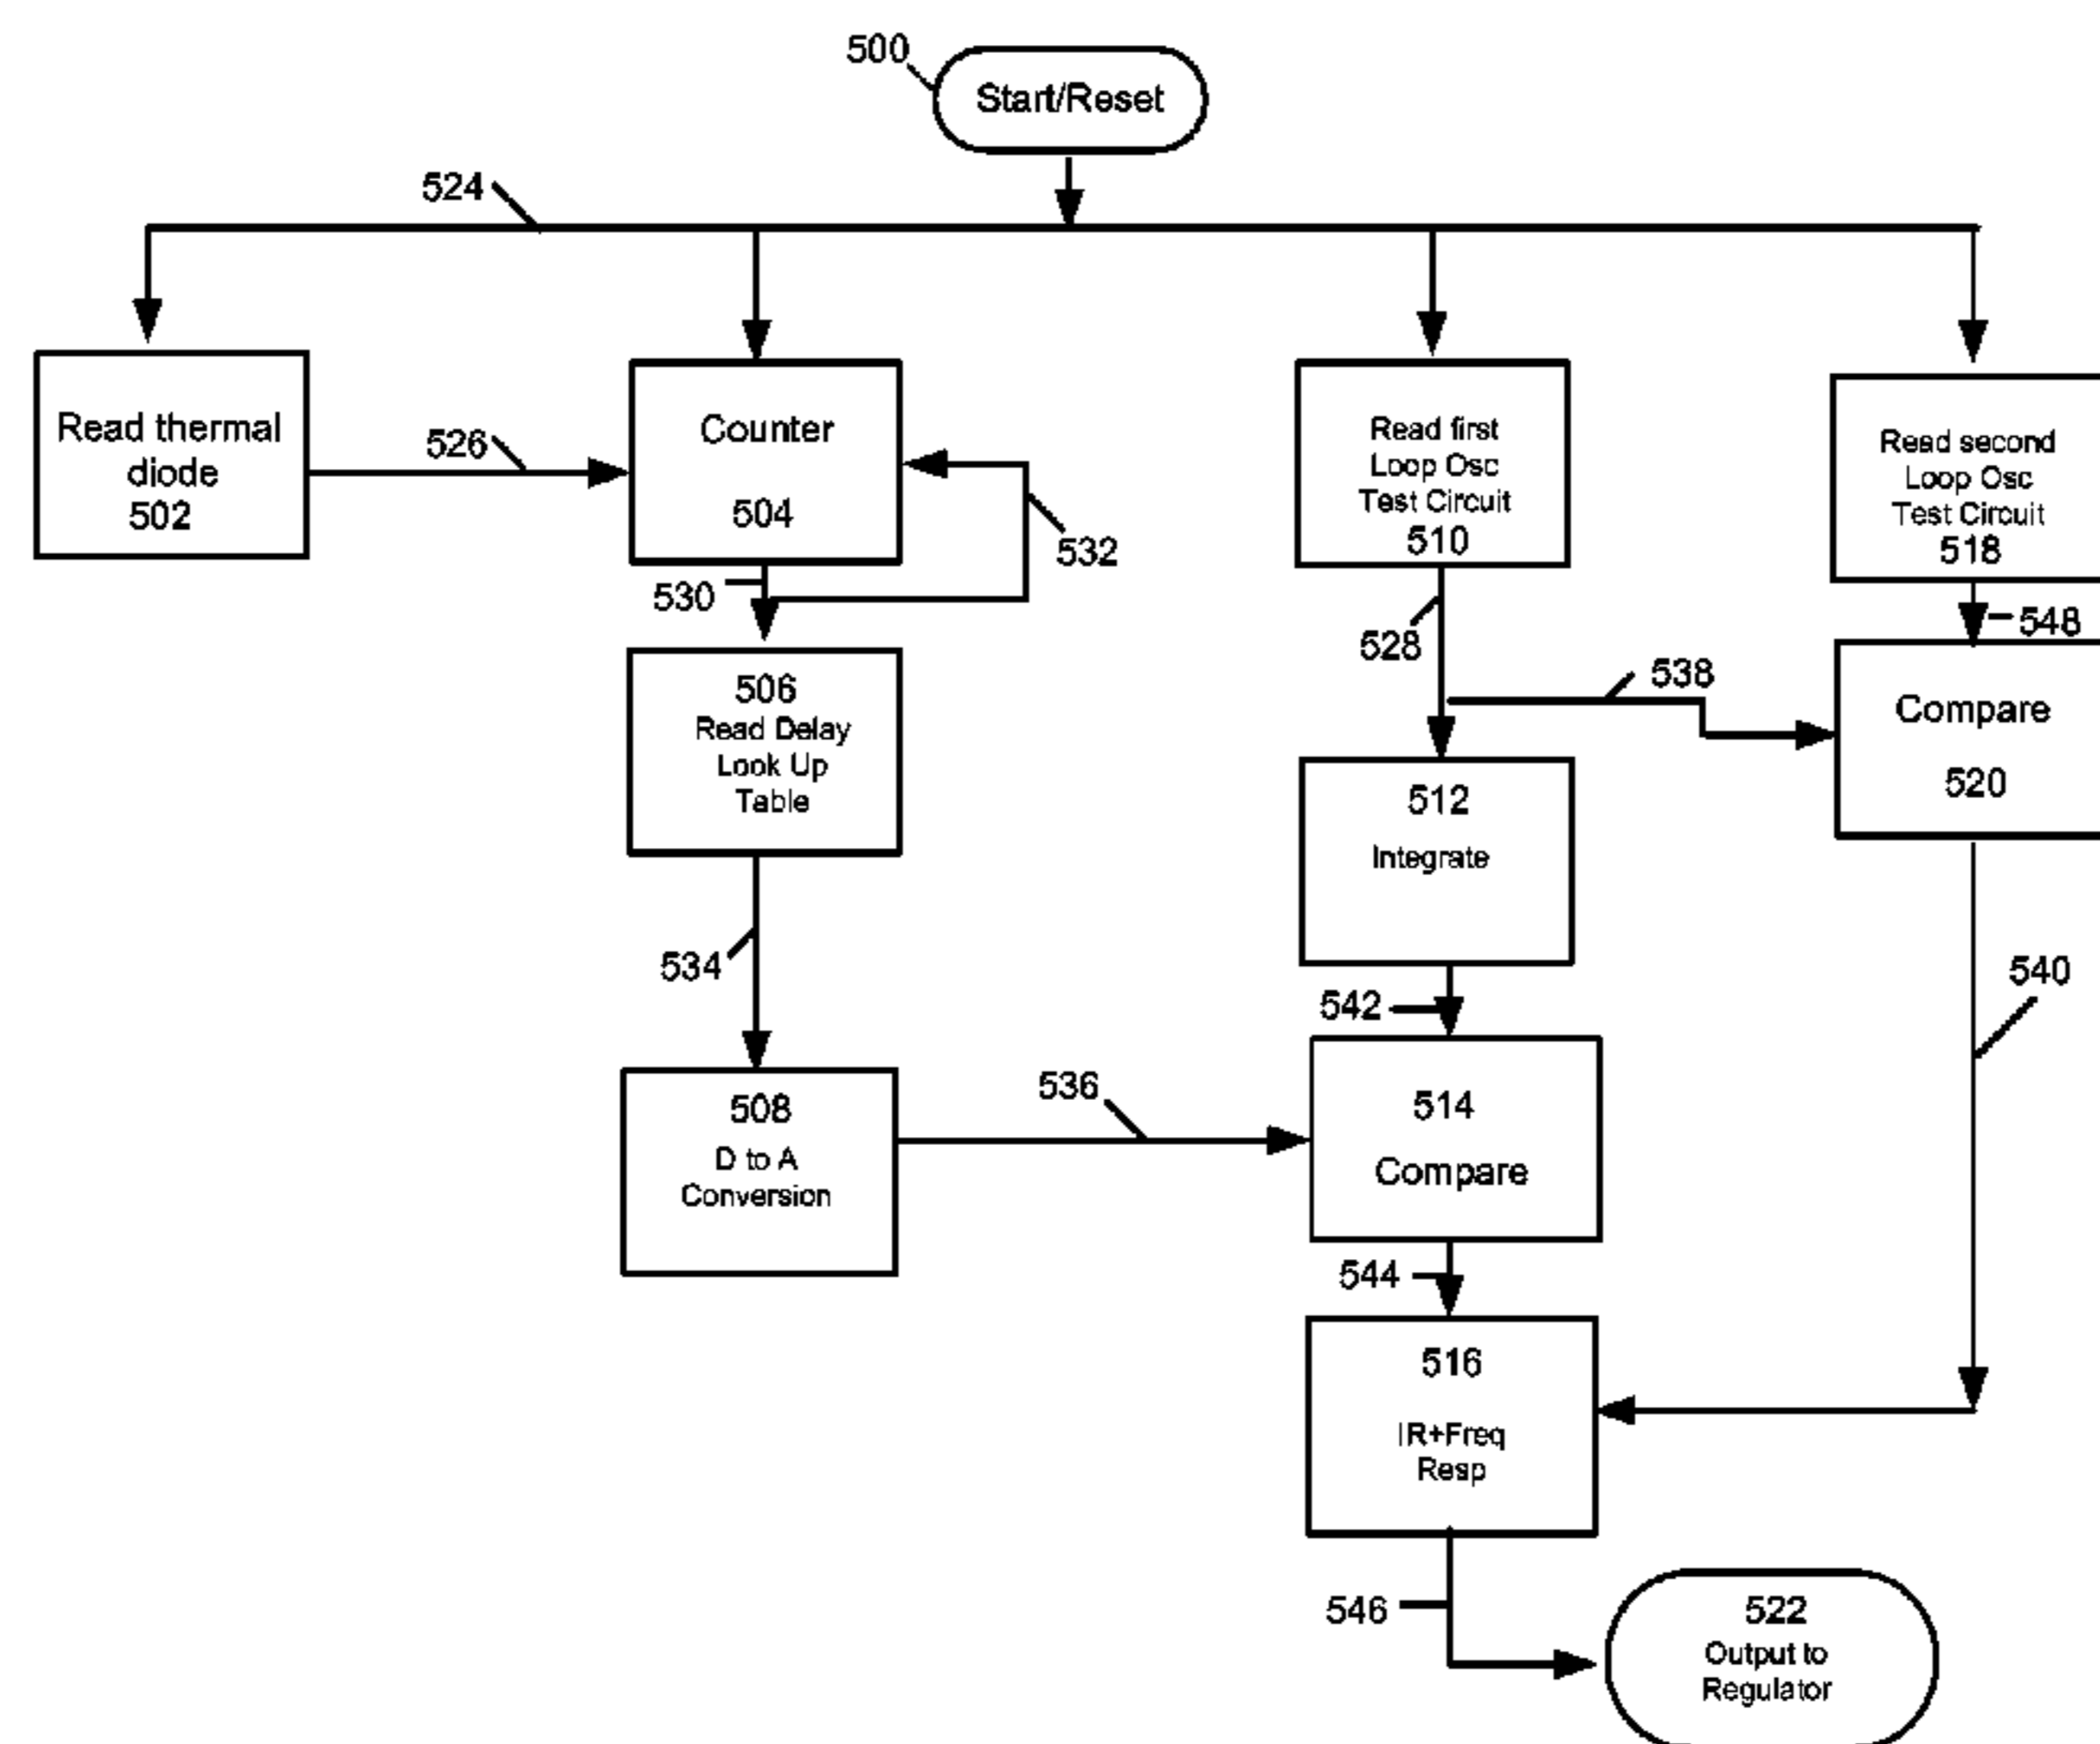 500
Start/Reset
524
Read thermal
diode
502
526
Counter
504
532
530
Read first
Loop Osc
Test Circuit
510
Read second
Loop Osc
Test Circuit
518
528
548
538
506
Read Delay
Look Up
Table
Compare
520
512
Integrate
534
542
540
508
D to A
Conversion
536
514
Compare
544
516
IR+Freq
Resp
546
522
Output to
Regulator